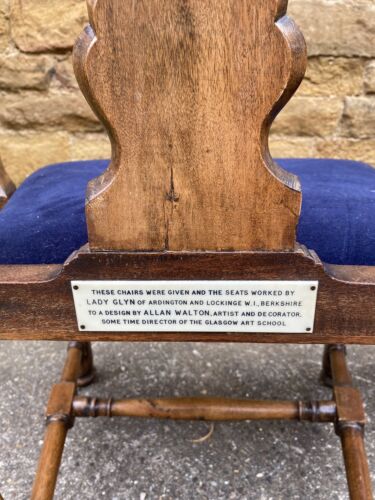 THESE CHAIRS WERE GIVEN AND THE SEATS WORKED BY
LADY GLYN OF ARDINGTON AND LOCKINGE W.I., BERKSHIRE
TO A DESIGN BY ALLAN WALTON, ARTIST AND DECORATOR.
SOME TIME DIRECTOR OF THE GLASGOW ART SCHOOL